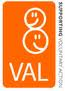 VAL
SUPPORTING VOLUNTARY ACTION